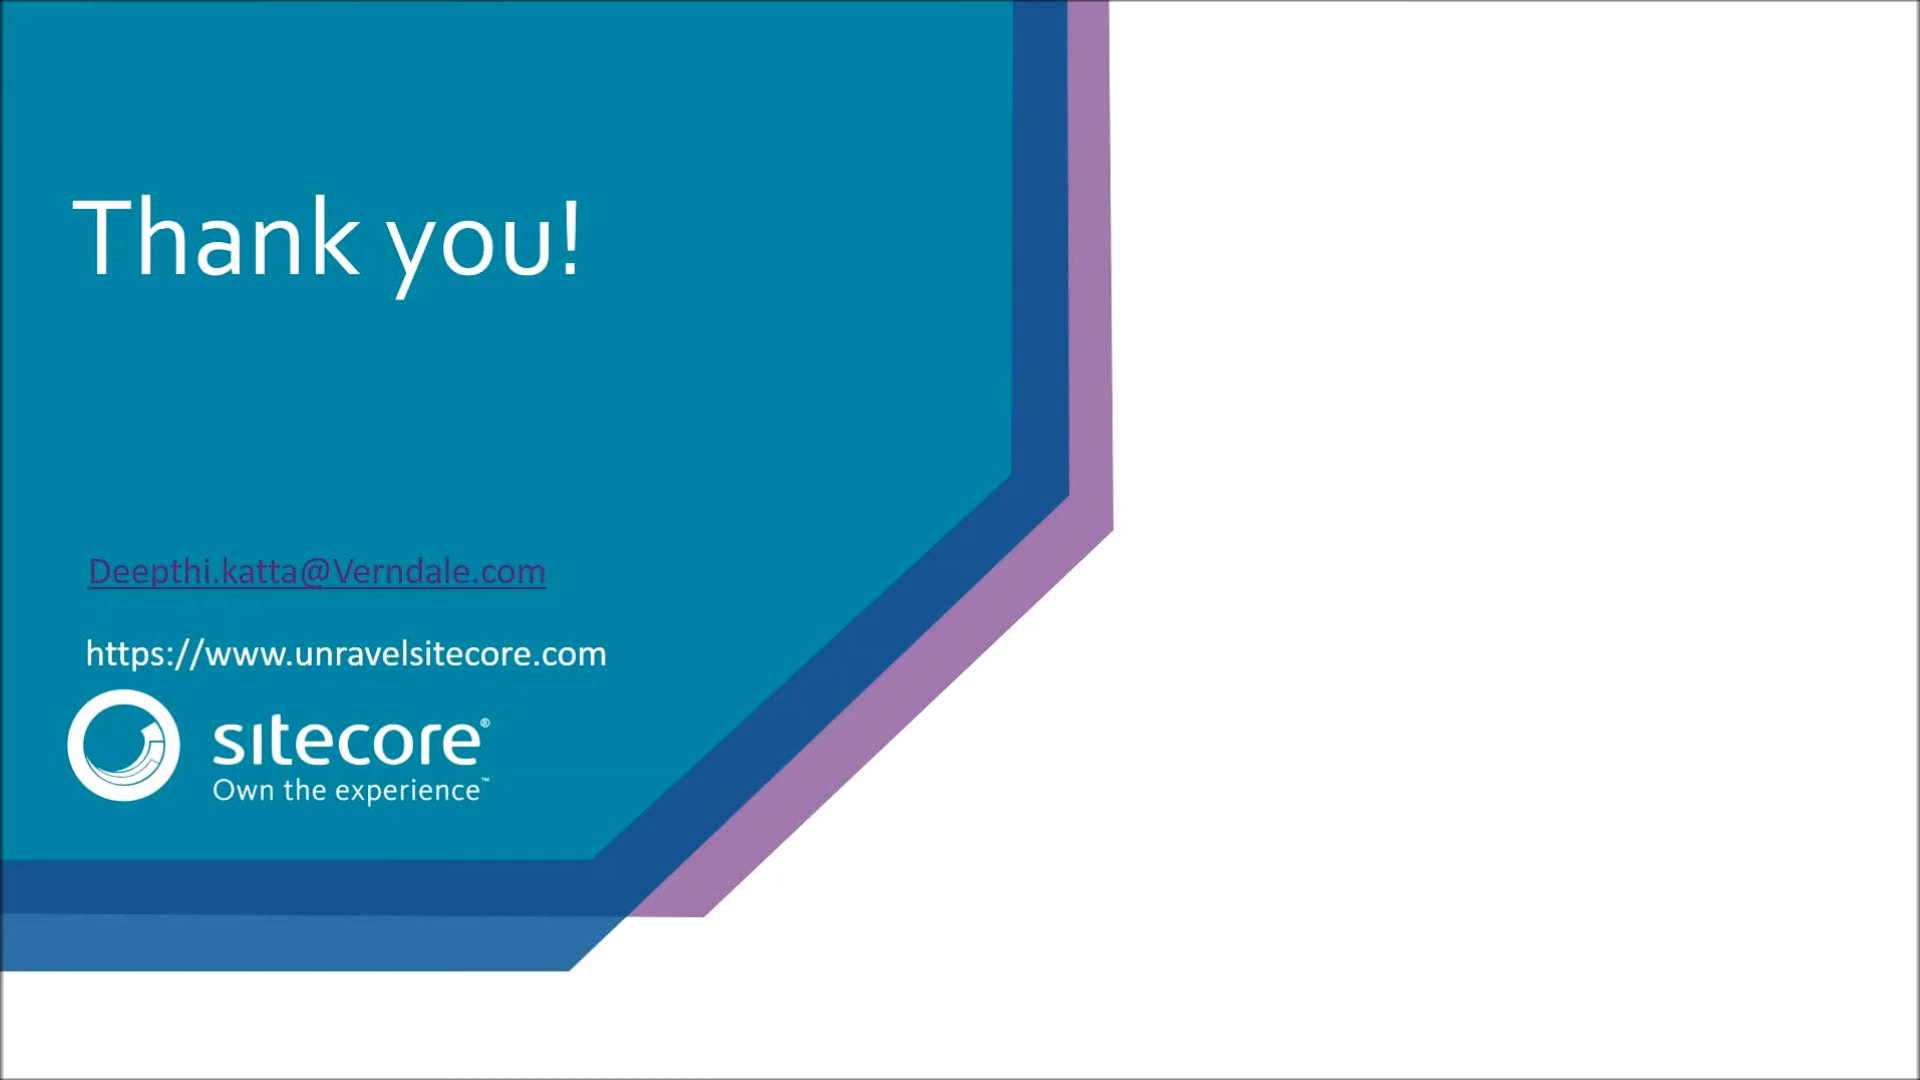 Thank you!
Deepthi.katta@Verndale.com
https://www.unravelsitecore.com
sitecore®
Own the experience™